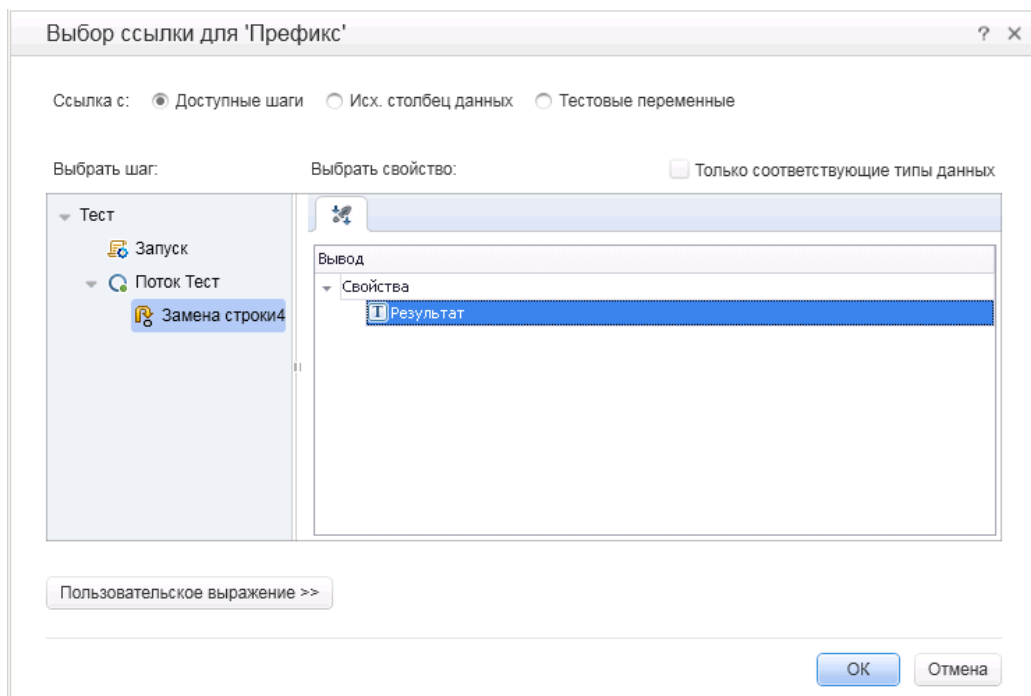 Выбор ссылки для 'Префикс'
Ссылка с: Доступные шаги Исх. столбец данных Тестовые переменные
Выбрать шаг: Выбрать свойство: Только соответствующие типы данных
Тест
Запуск
Поток Тест
Замена строки4
Вывод
Свойства
Результат
Пользовательское выражение >>
OK Отмена